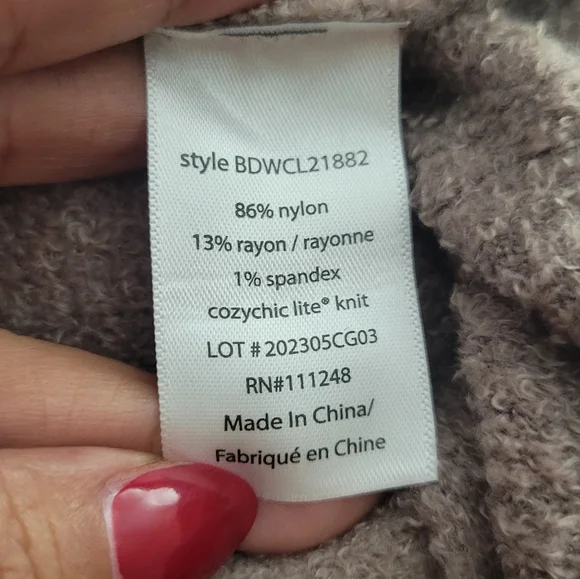 style BDWCL21882
86% nylon
13% rayon / rayonne
1% spandex
cozychic lite® knit
LOT # 202305CG03
RN#111248
Made In China/
Fabriqué en Chine